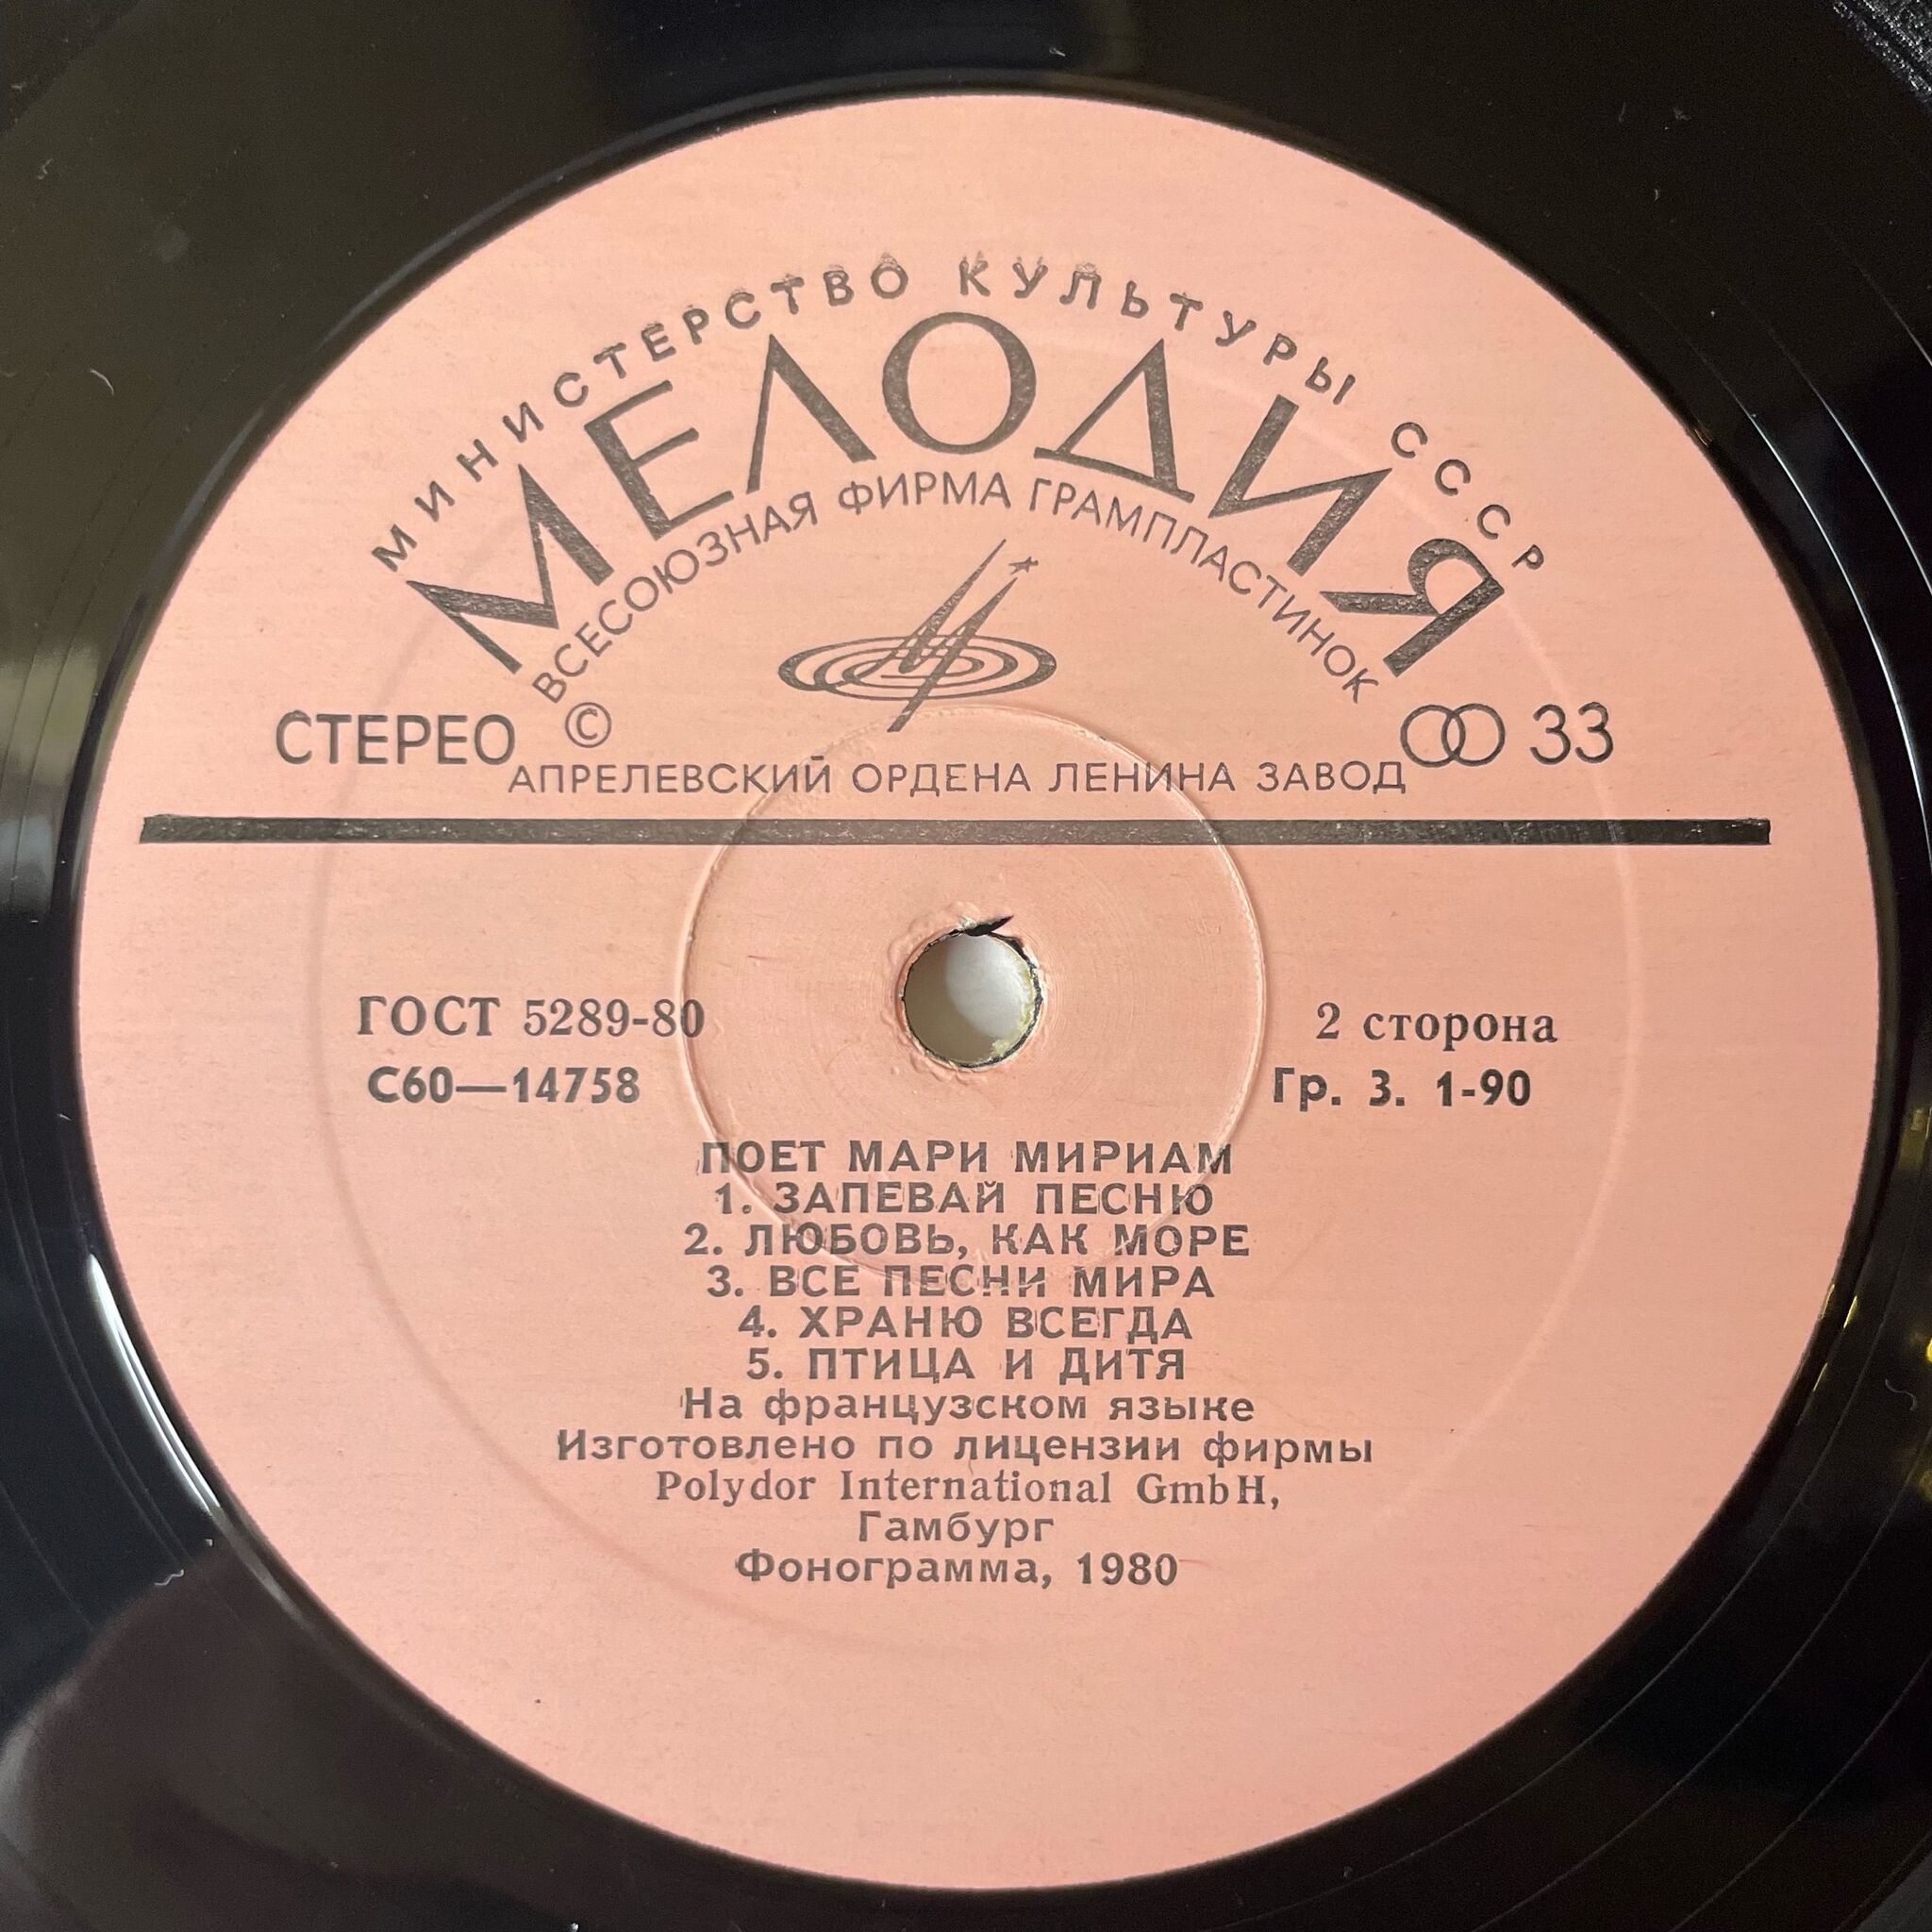 МИНИСТЕРСТВО КУЛЬТУРЫ СССР
МЕЛОДИЯ
ВСЕСОЮЗНАЯ ФИРМА ГРАМПЛАСТИНОК
СТЕРЕО © 33
АПРЕЛЕВСКИЙ ОРДЕНА ЛЕНИНА ЗАВОД
ГОСТ 5289-80 2 сторона
С60—14758 Гр. 3. 1-90
ПОЕТ МАРИ МИРИАМ
1. ЗАПЕВАЙ ПЕСНЮ
2. ЛЮБОВЬ, КАК МОРЕ
3. ВСЕ ПЕСНИ МИРА
4. ХРАНЮ ВСЕГДА
5. ПТИЦА И ДИТЯ
На французском языке
Изготовлено по лицензии фирмы
Polydor International GmbH,
Гамбург
Фонограмма, 1980